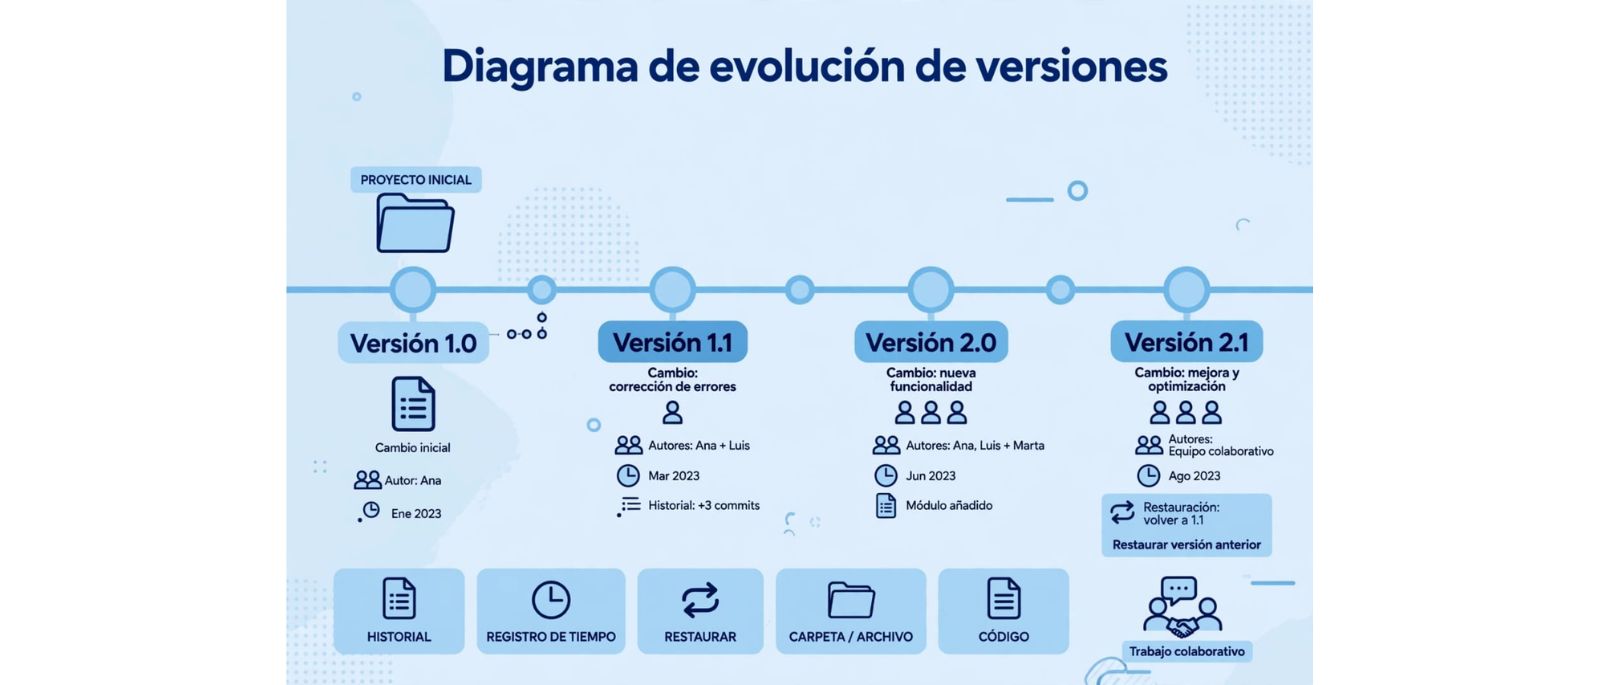 Diagrama de evolución de versiones
PROYECTO INICIAL
Versión 1.0
Cambio inicial
Autor: Ana
Ene 2023
Versión 1.1
Cambio:
corrección de errores
Autores: Ana + Luis
Mar 2023
Historial: +3 commits
Versión 2.0
Cambio: nueva
funcionalidad
Autores: Ana, Luis + Marta
Jun 2023
Módulo añadido
Versión 2.1
Cambio: mejora y
optimización
Autores:
Equipo colaborativo
Ago 2023
Restauración:
volver a 1.1
Restaurar versión anterior
HISTORIAL
REGISTRO DE TIEMPO
RESTAURAR
CARPETA / ARCHIVO
CÓDIGO
Trabajo colaborativo